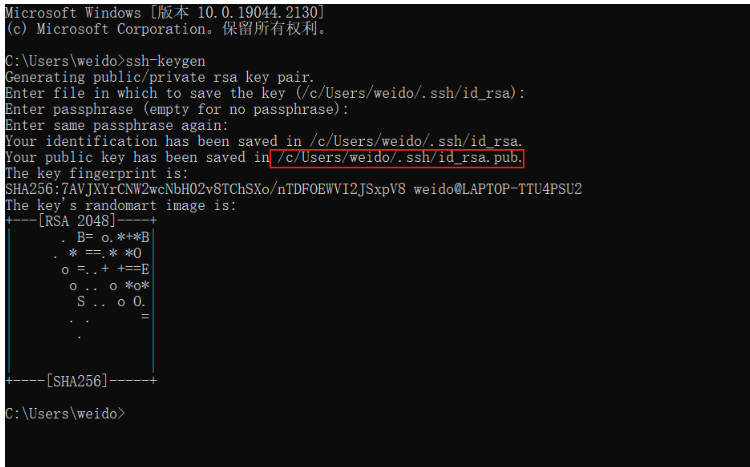 Microsoft Windows [版本 10.0.19044.2130]
(c) Microsoft Corporation。保留所有权利。
C:\Users\weido>ssh-keygen
Generating public/private rsa key pair.
Enter file in which to save the key (/c/Users/weido/.ssh/id_rsa):
Enter passphrase (empty for no passphrase):
Enter same passphrase again:
Your identification has been saved in /c/Users/weido/.ssh/id_rsa.
Your public key has been saved in /c/Users/weido/.ssh/id_rsa.pub.
The key fingerprint is:
SHA256:7AVJXYrCNW2wcNbHO2v8TChSXo/nTDFOEWVI2JSxpV8 weido@LAPTOP-TTU4PSU2
The key's randomart image is:
+---[RSA 2048]----+
|      . B= o.*+*B|
|     . * ==.* *O |
|      o =..+ +==E|
|       o .. o *o*|
|        S .. o O.|
|       . .      =|
|        .        |
|                 |
|                 |
+----[SHA256]-----+
C:\Users\weido>